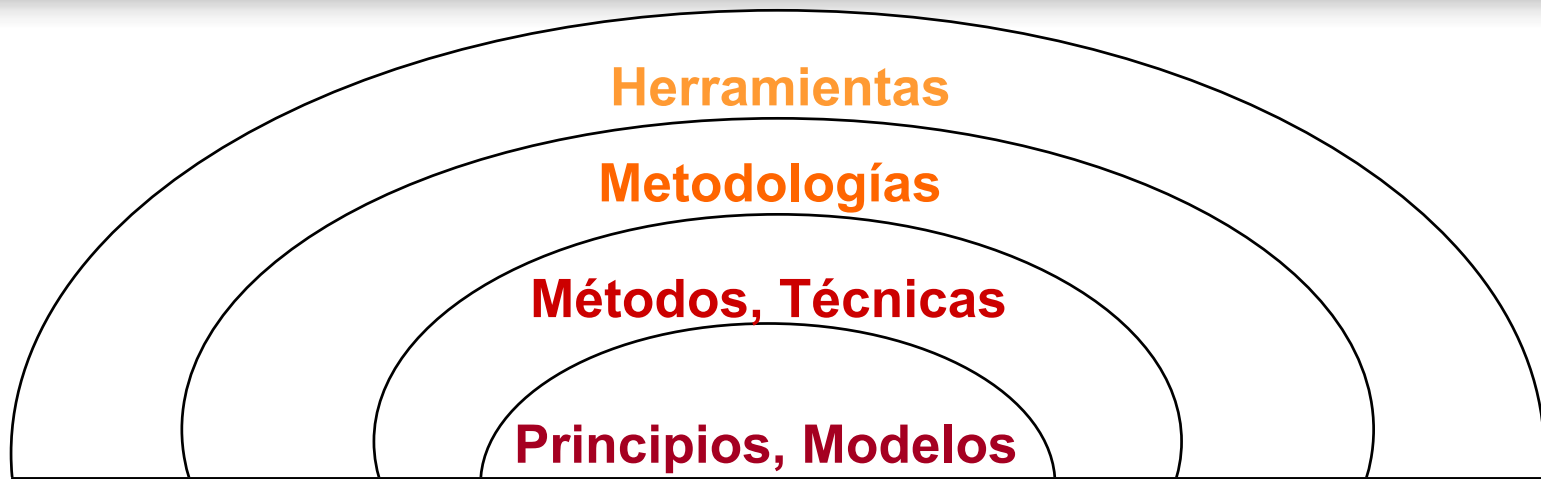 Herramientas
Metodologías
Métodos, Técnicas
Principios, Modelos